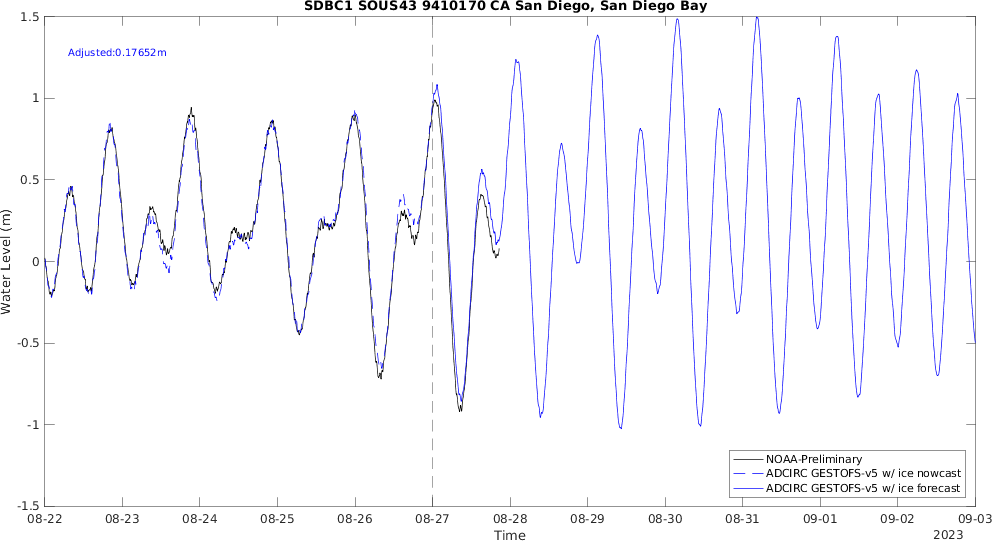 SDBC1 SOUS43 9410170 CA San Diego, San Diego Bay
Adjusted:0.17652m
Water Level (m)
1.5
1
0.5
0
-0.5
-1
-1.5
NOAA-Preliminary
ADCIRC GESTOFS-v5 w/ ice nowcast
ADCIRC GESTOFS-v5 w/ ice forecast
08-22 08-23 08-24 08-25 08-26 08-27 08-28 08-29 08-30 08-31 09-01 09-02 09-03
Time
2023